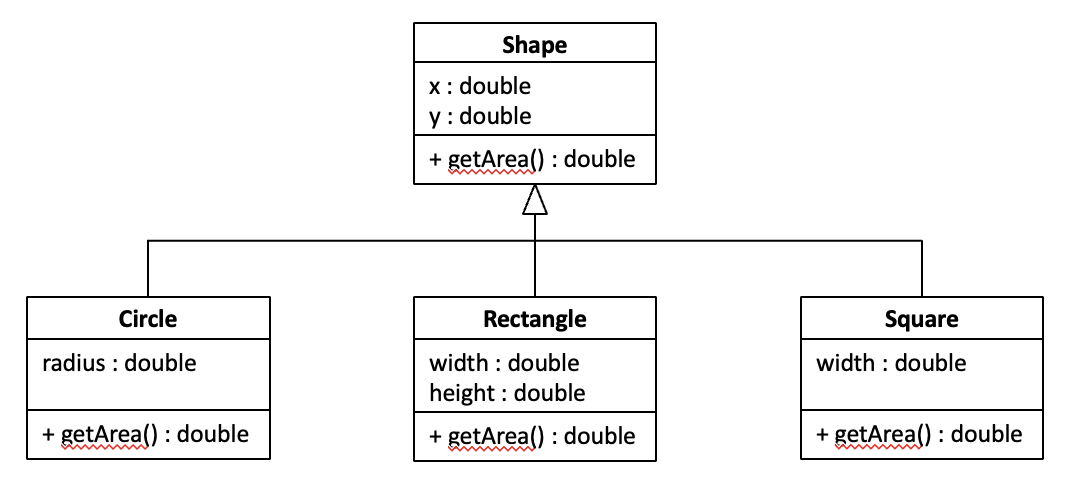 Shape
x : double
y : double
+ getArea() : double
Circle
radius : double
+ getArea() : double
Rectangle
width : double
height : double
+ getArea() : double
Square
width : double
+ getArea() : double